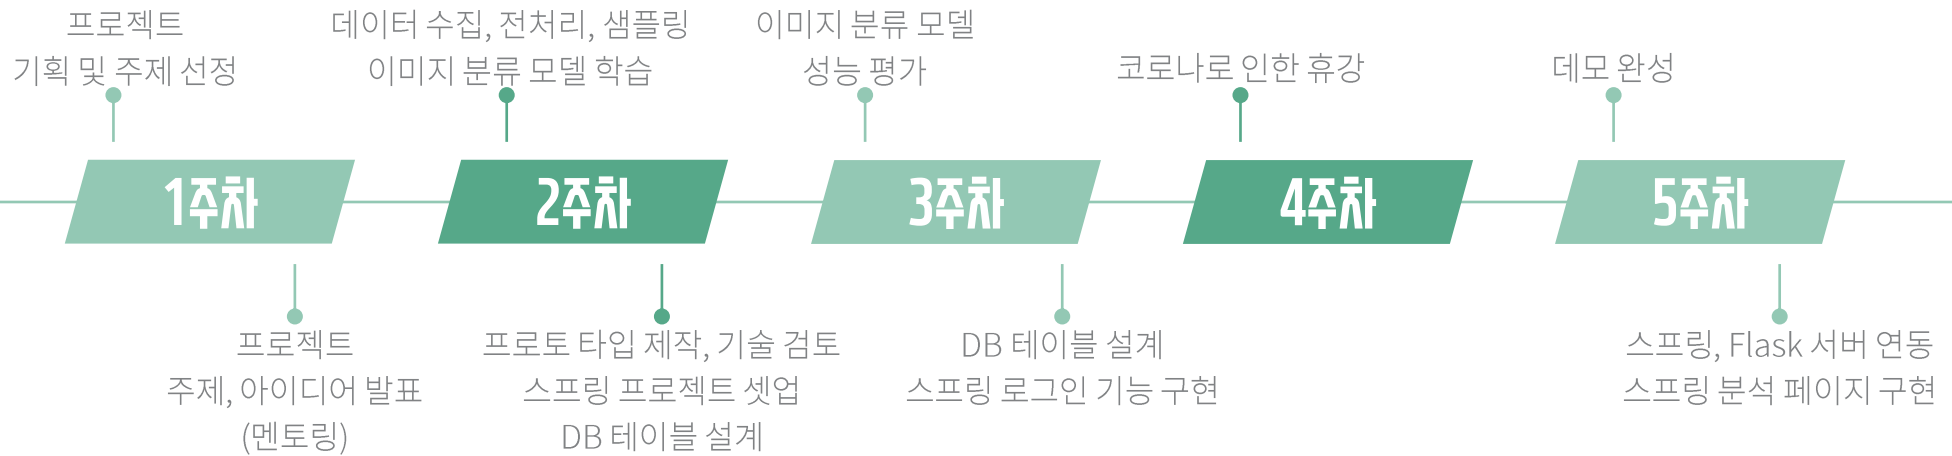 프로젝트
기획 및 주제 선정
데이터 수집, 전처리, 샘플링
이미지 분류 모델 학습
이미지 분류 모델
성능 평가
코로나로 인한 휴강
데모 완성
1주차
2주차
3주차
4주차
5주차
프로젝트
주제, 아이디어 발표
(멘토링)
프로토 타입 제작, 기술 검토
스프링 프로젝트 셋업
DB 테이블 설계
DB 테이블 설계
스프링 로그인 기능 구현
스프링, Flask 서버 연동
스프링 분석 페이지 구현